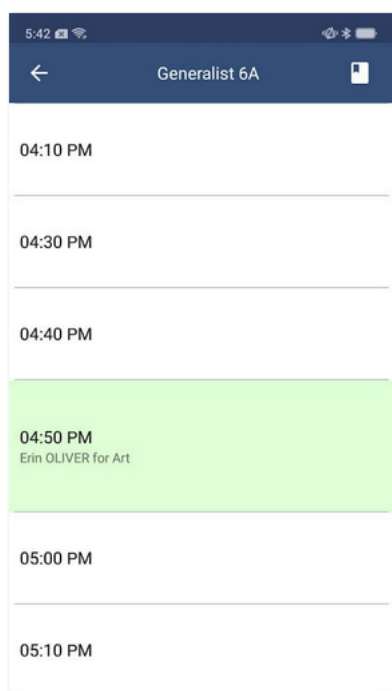 5:42
Generalist 6A
04:10 PM
04:30 PM
04:40 PM
04:50 PM
Erin OLIVER for Art
05:00 PM
05:10 PM